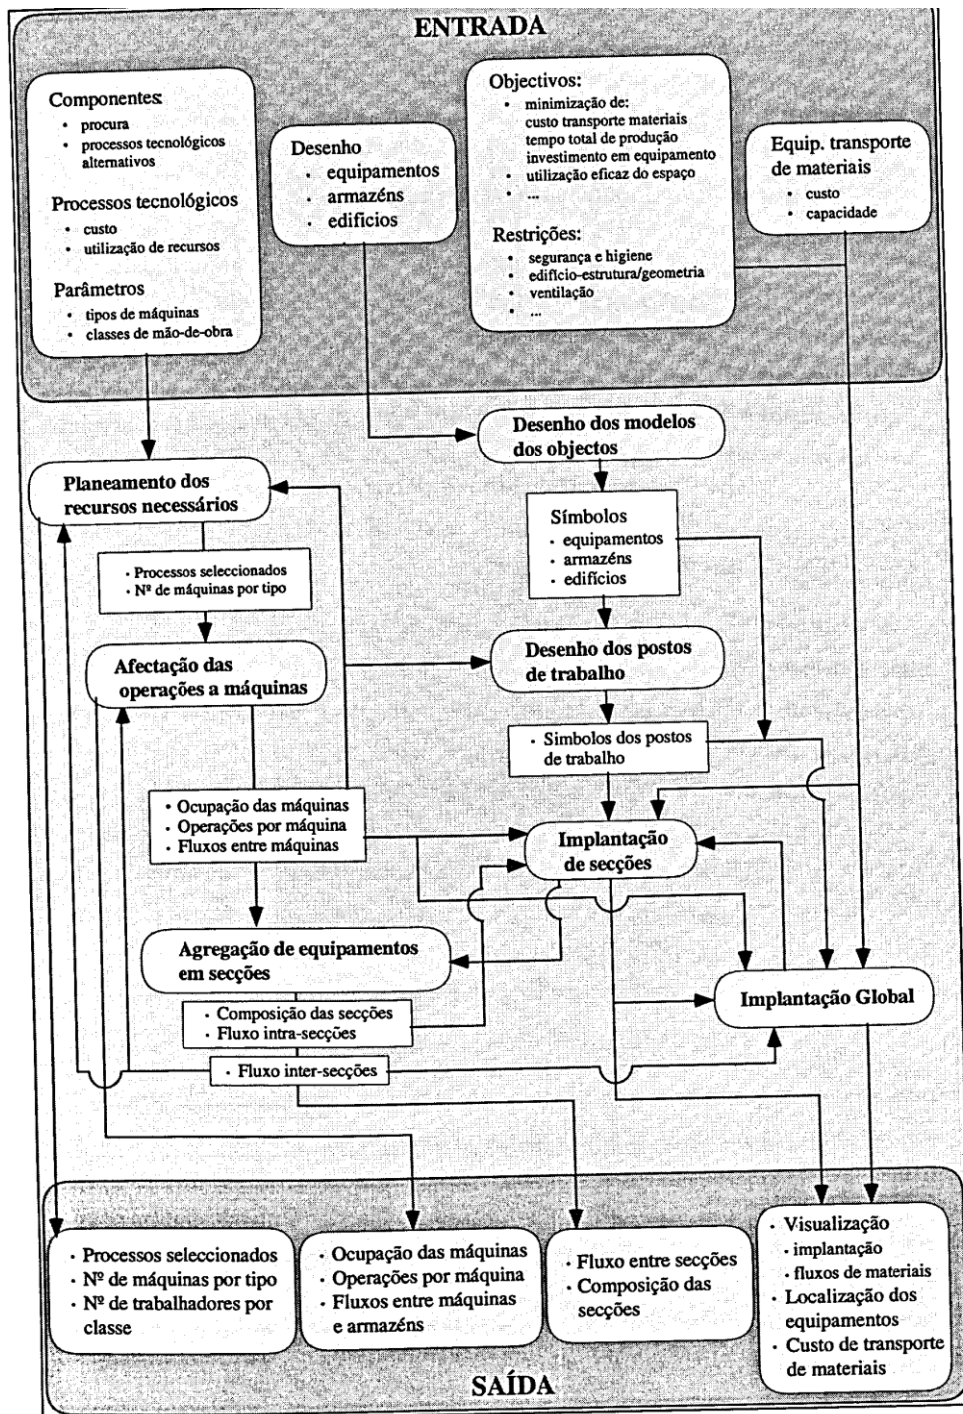 ENTRADA
Componentes:
• procura
• processos tecnológicos
alternativos
Processos tecnológicos
• custo
• utilização de recursos
Parâmetros
• tipos de máquinas
• classes de mão-de-obra
Desenho
• equipamentos
• armazéns
• edifícios
Objectivos:
• minimização de:
custo transporte materiais
tempo total de produção
investimento em equipamento
• utilização eficaz do espaço
• ...
Restrições:
• segurança e higiene
• edifício-estrutura/geometria
• ventilação
• ...
Equip. transporte
de materiais
• custo
• capacidade
Desenho dos modelos
dos objectos
Planeamento dos
recursos necessários
Símbolos
• equipamentos
• armazéns
• edifícios
• Processos seleccionados
• Nº de máquinas por tipo
Afectação das
operações a máquinas
Desenho dos postos
de trabalho
• Simbolos dos postos
de trabalho
• Ocupação das máquinas
• Operações por máquina
• Fluxos entre máquinas
Implantação
de secções
Agregação de equipamentos
em secções
Implantação Global
• Composição das secções
• Fluxo intra-secções
• Fluxo inter-secções
• Processos seleccionados
• Nº de máquinas por tipo
• Nº de trabalhadores por
classe
• Ocupação das máquinas
• Operações por máquina
• Fluxos entre máquinas
e armazéns
• Fluxo entre secções
• Composição das
secções
• Visualização
• implantação
• fluxos de materiais
• Localização dos
equipamentos
• Custo de transporte
de materiais
SAÍDA